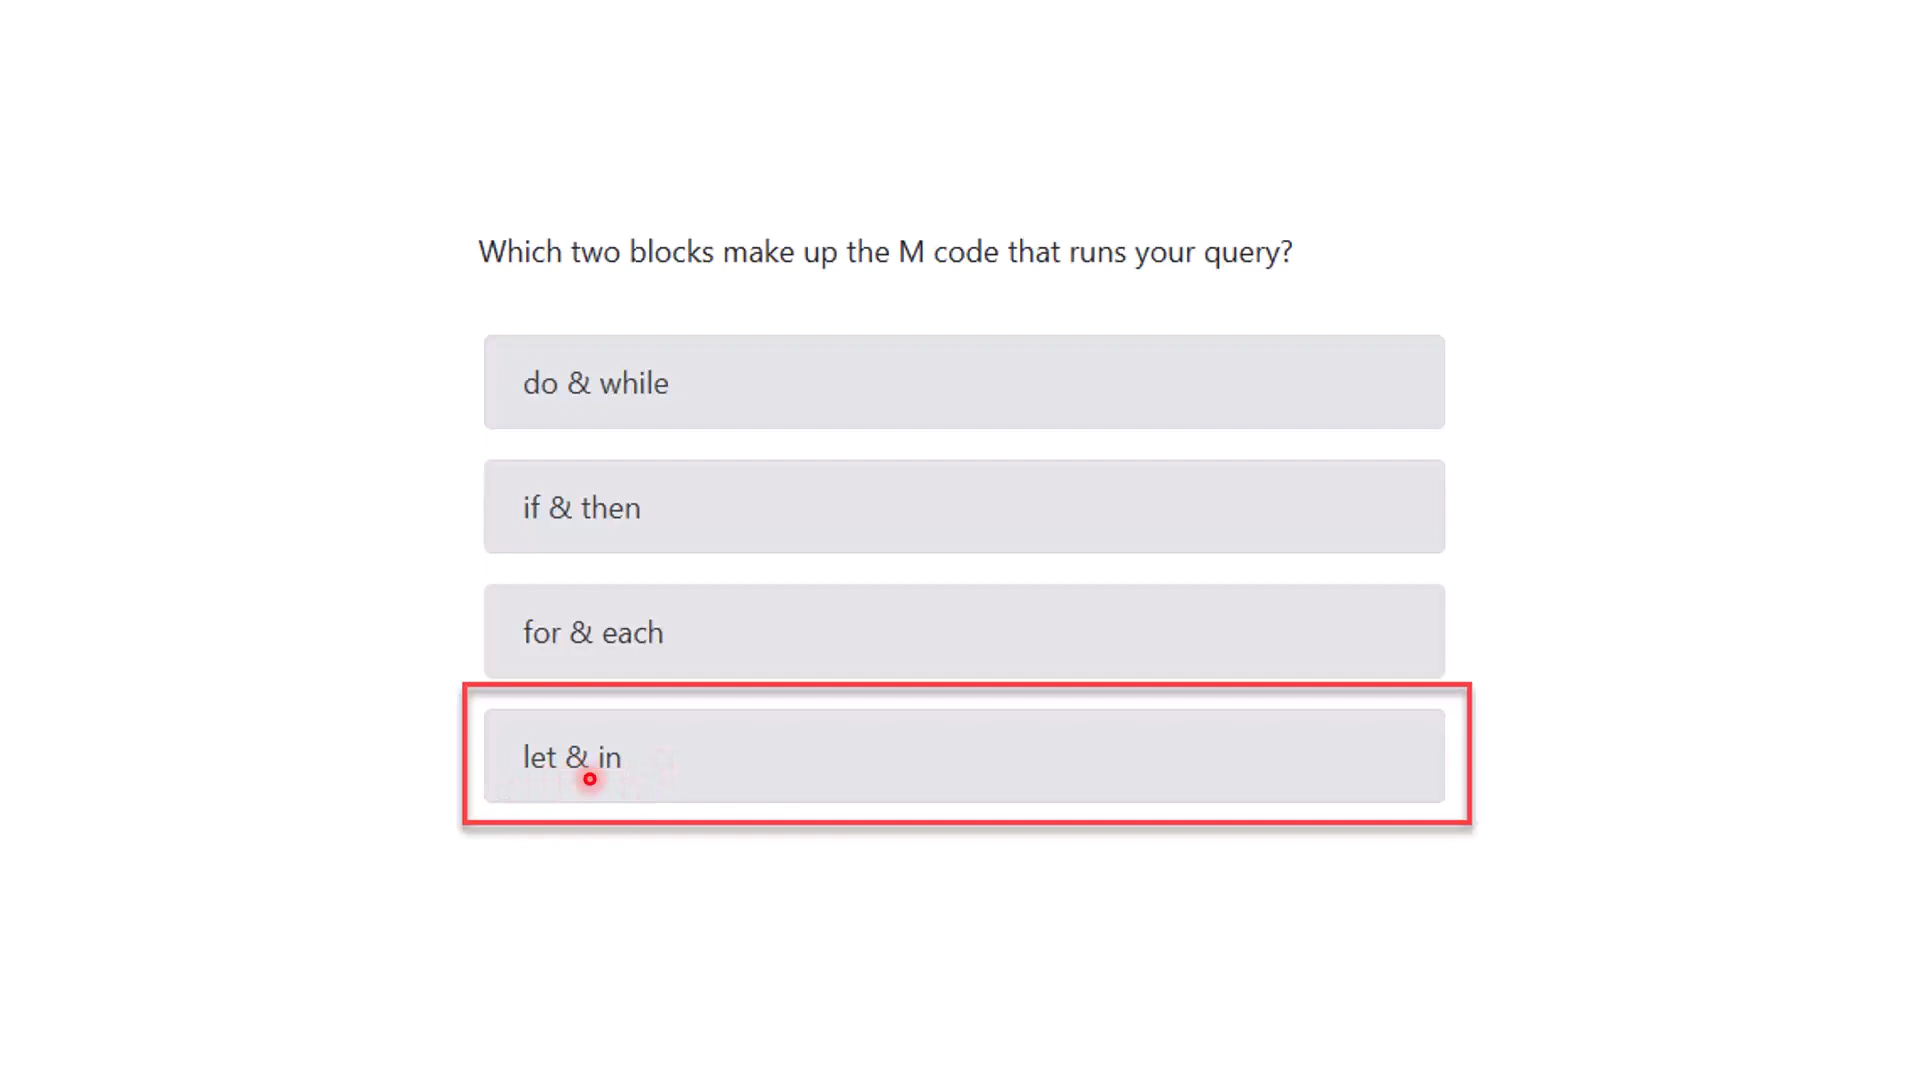 Which two blocks make up the M code that runs your query?
do & while
if & then
for & each
let & in